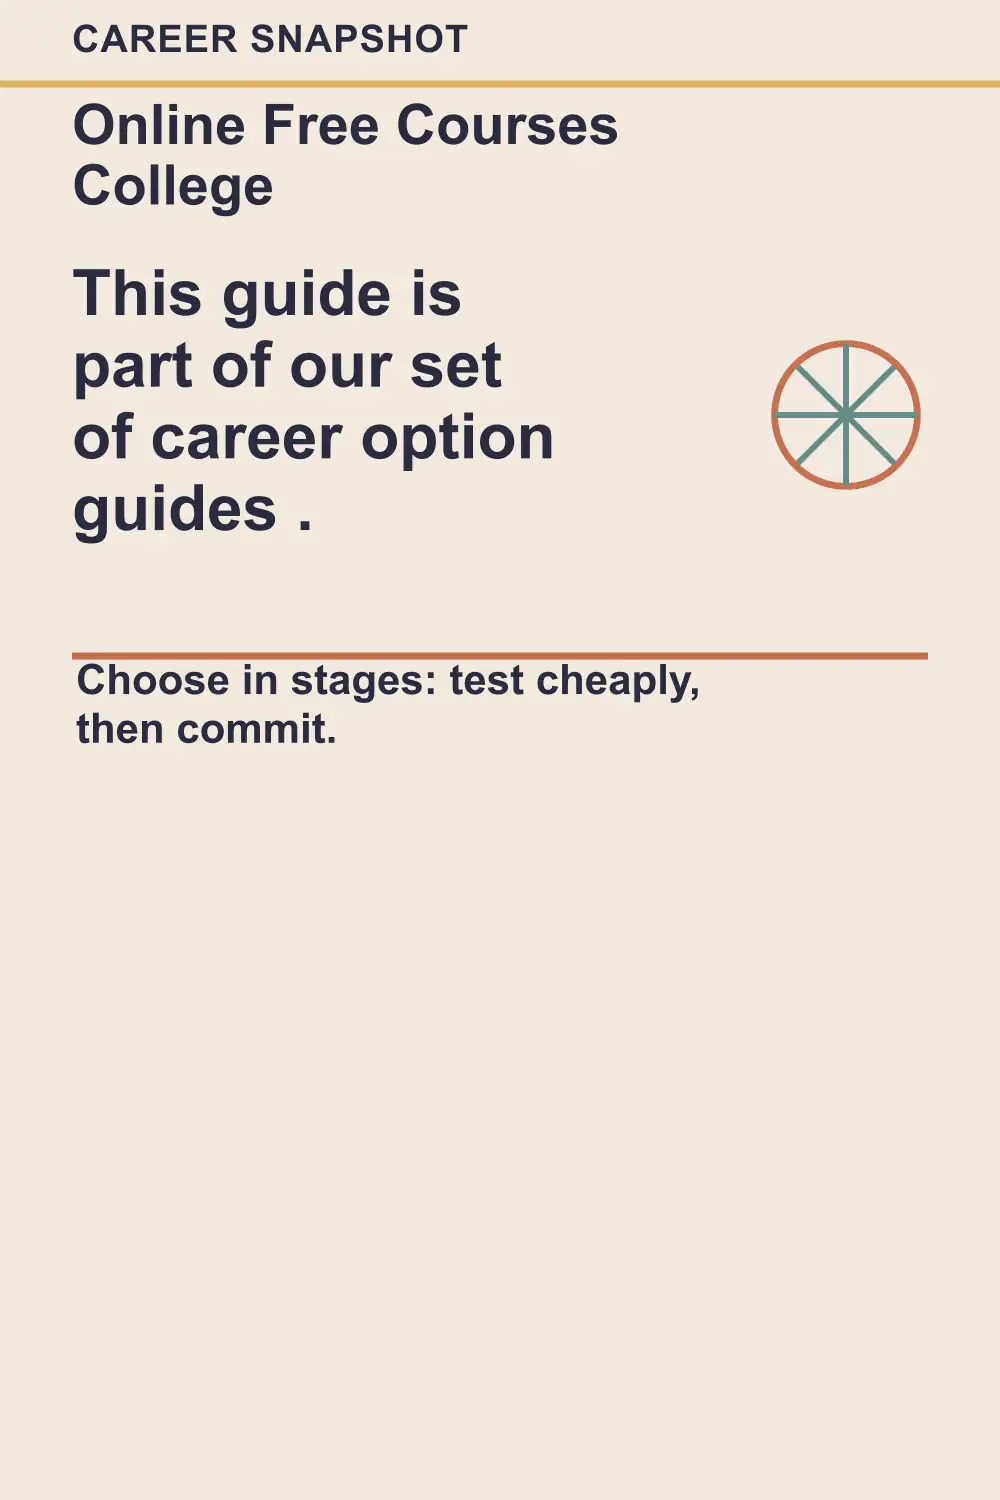 CAREER SNAPSHOT
Online Free Courses
College
This guide is
part of our set
of career option
guides .
Choose in stages: test cheaply,
then commit.